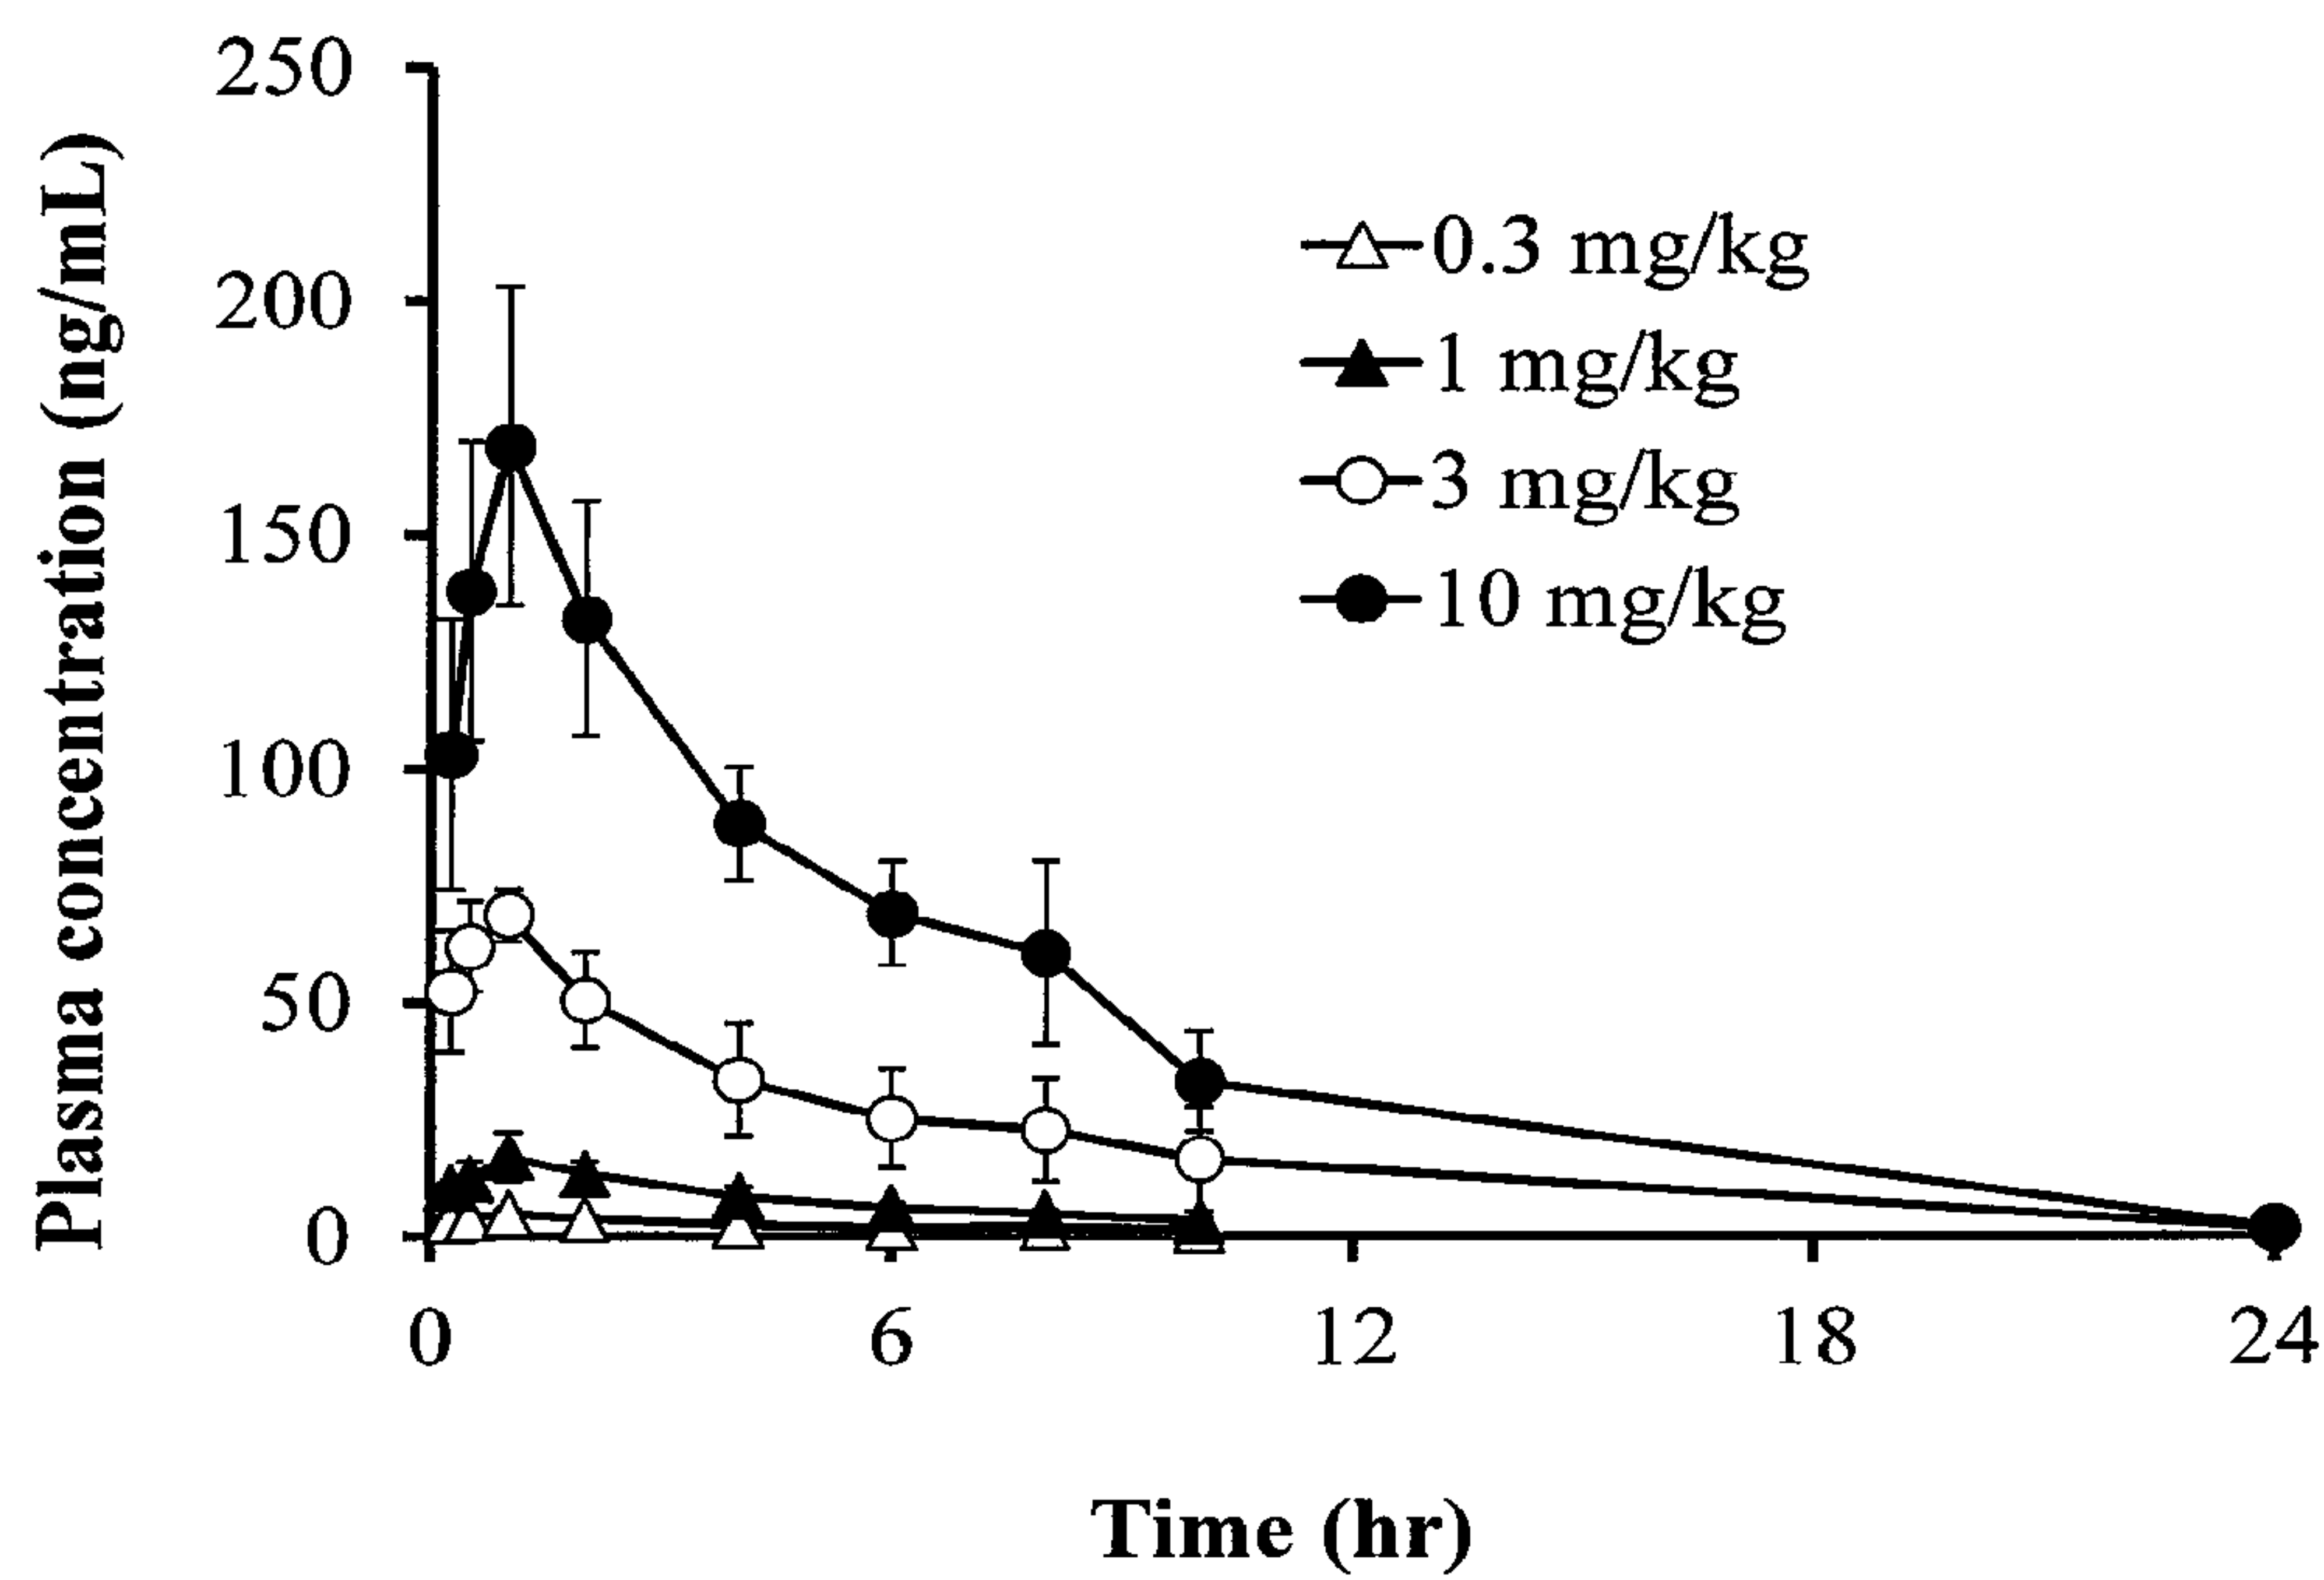 Plasma concentration (ng/mL)
250
200
150
100
50
0
0.3 mg/kg
1 mg/kg
3 mg/kg
10 mg/kg
0 6 12 18 24
Time (hr)